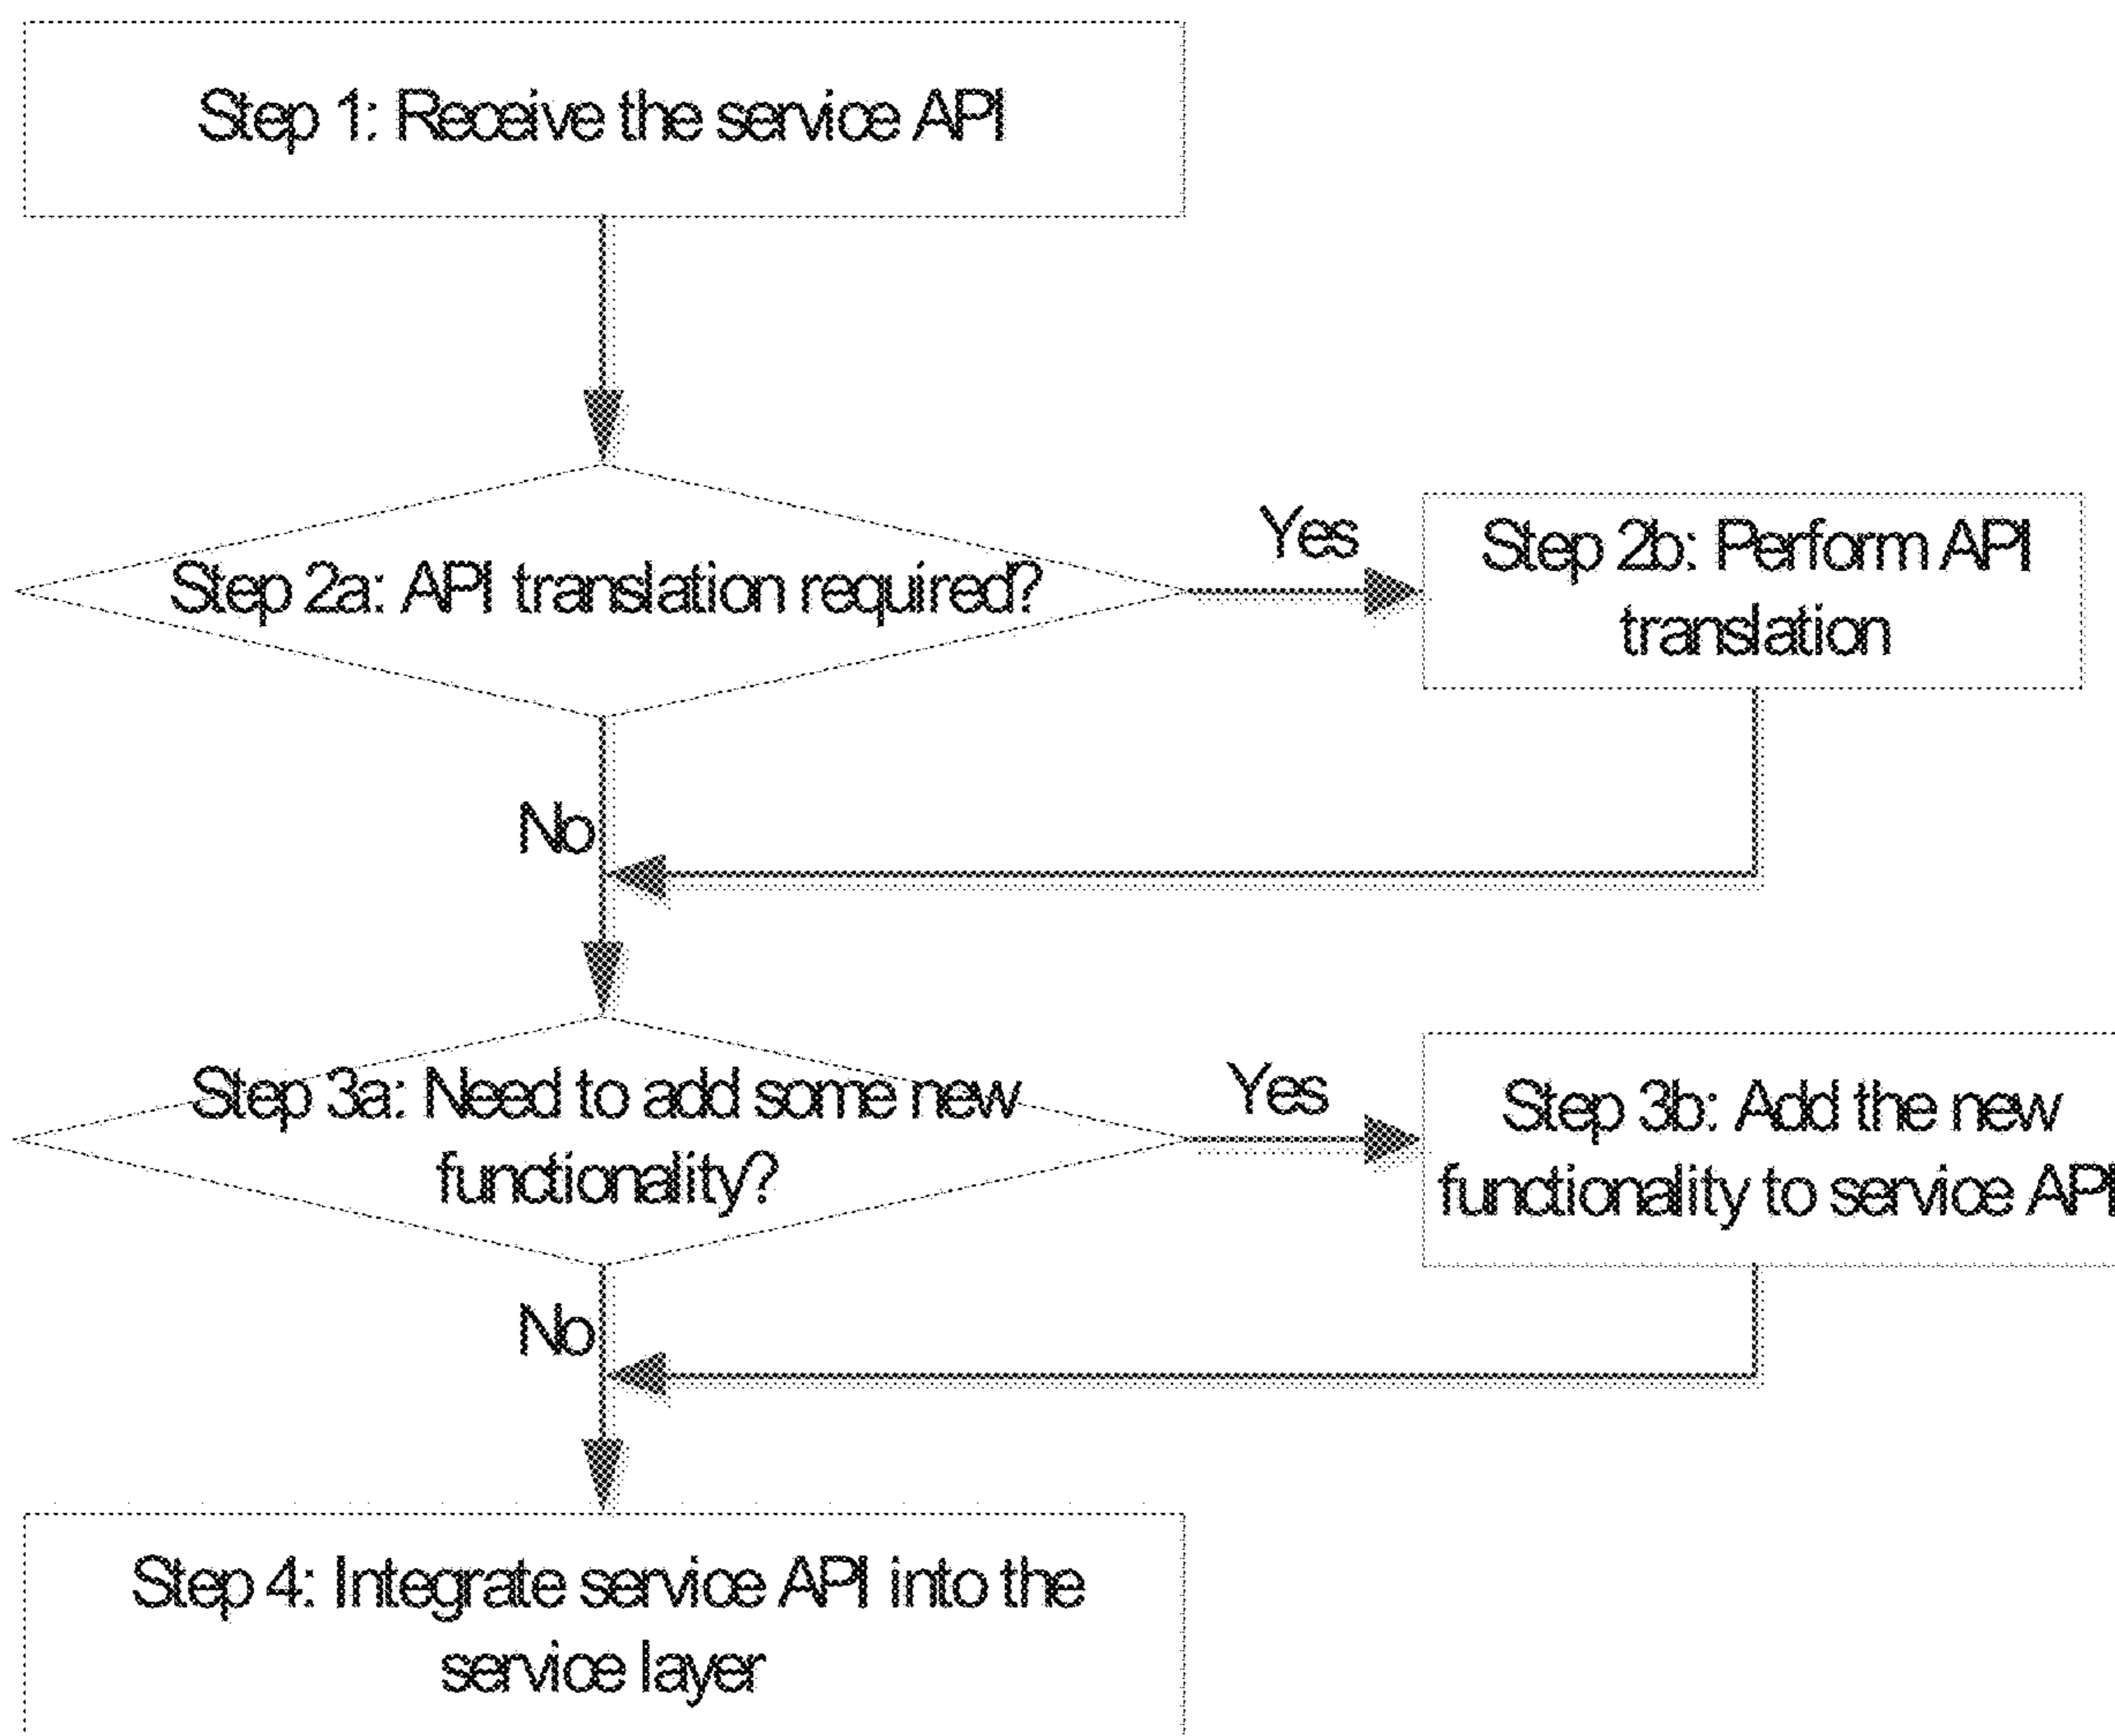 Step 1: Receive the service API
Yes
Step 2b: Perform API
translation
Step 2a: API translation required?
No
Step 3a: Need to add some new
functionality?
Yes
Step 3b: Add the new
functionality to service API
No
Step 4: Integrate service API into the
service layer